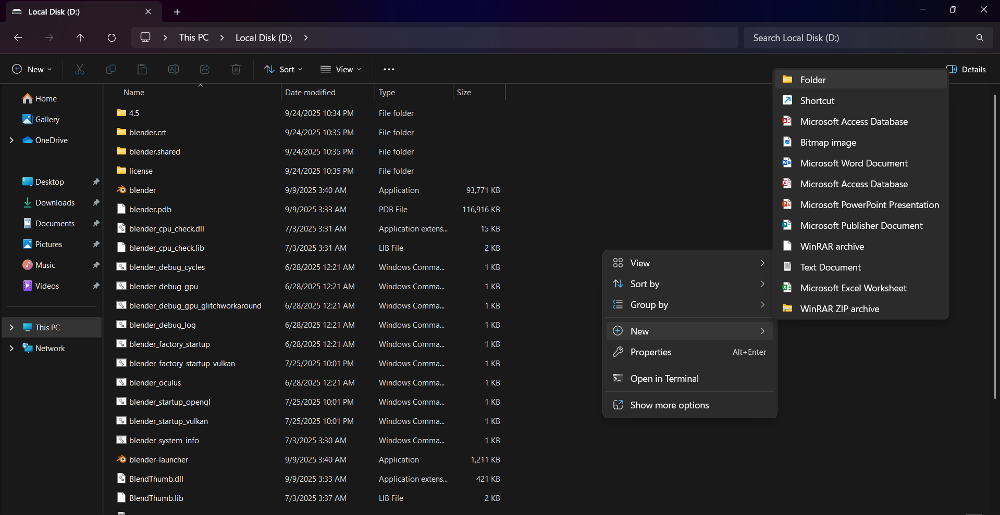 Local Disk (D:)
This PC > Local Disk (D:) >
Search Local Disk (D:)
New
Sort
View
Details
Home
Gallery
OneDrive
Desktop
Downloads
Documents
Pictures
Music
Videos
This PC
Network
Name Date modified Type Size
4.5 9/24/2025 10:34 PM File folder
blender.crt 9/24/2025 10:35 PM File folder
blender.shared 9/24/2025 10:35 PM File folder
license 9/24/2025 10:35 PM File folder
blender 9/9/2025 3:40 AM Application 93,771 KB
blender.pdb 9/9/2025 3:33 AM PDB File 116,916 KB
blender_cpu_check.dll 7/3/2025 3:31 AM Application extens... 15 KB
blender_cpu_check.lib 7/3/2025 3:31 AM LIB File 2 KB
blender_debug_cycles 6/28/2025 12:21 AM Windows Comma... 1 KB
blender_debug_gpu 6/28/2025 12:21 AM Windows Comma... 1 KB
blender_debug_gpu_glitchworkaround 6/28/2025 12:21 AM Windows Comma... 1 KB
blender_debug_log 6/28/2025 12:21 AM Windows Comma... 1 KB
blender_factory_startup 6/28/2025 12:21 AM Windows Comma... 1 KB
blender_factory_startup_vulkan 7/25/2025 10:01 PM Windows Comma... 1 KB
blender_oculus 6/28/2025 12:21 AM Windows Comma... 1 KB
blender_startup_opengl 7/25/2025 10:01 PM Windows Comma... 1 KB
blender_startup_vulkan 7/25/2025 10:01 PM Windows Comma... 1 KB
blender_system_info 7/3/2025 3:30 AM Windows Comma... 1 KB
blender-launcher 9/9/2025 3:40 AM Application 1,211 KB
BlendThumb.dll 9/9/2025 3:33 AM Application extens... 421 KB
BlendThumb.lib 7/3/2025 3:37 AM LIB File 2 KB
View
Sort by
Group by
New
Properties Alt+Enter
Open in Terminal
Show more options
Folder
Shortcut
Microsoft Access Database
Bitmap image
Microsoft Word Document
Microsoft Access Database
Microsoft PowerPoint Presentation
Microsoft Publisher Document
WinRAR archive
Text Document
Microsoft Excel Worksheet
WinRAR ZIP archive